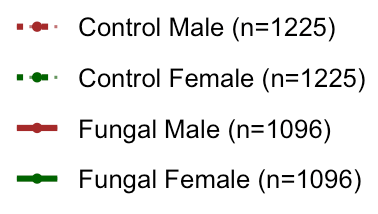 Control Male (n=1225)
Control Female (n=1225)
Fungal Male (n=1096)
Fungal Female (n=1096)